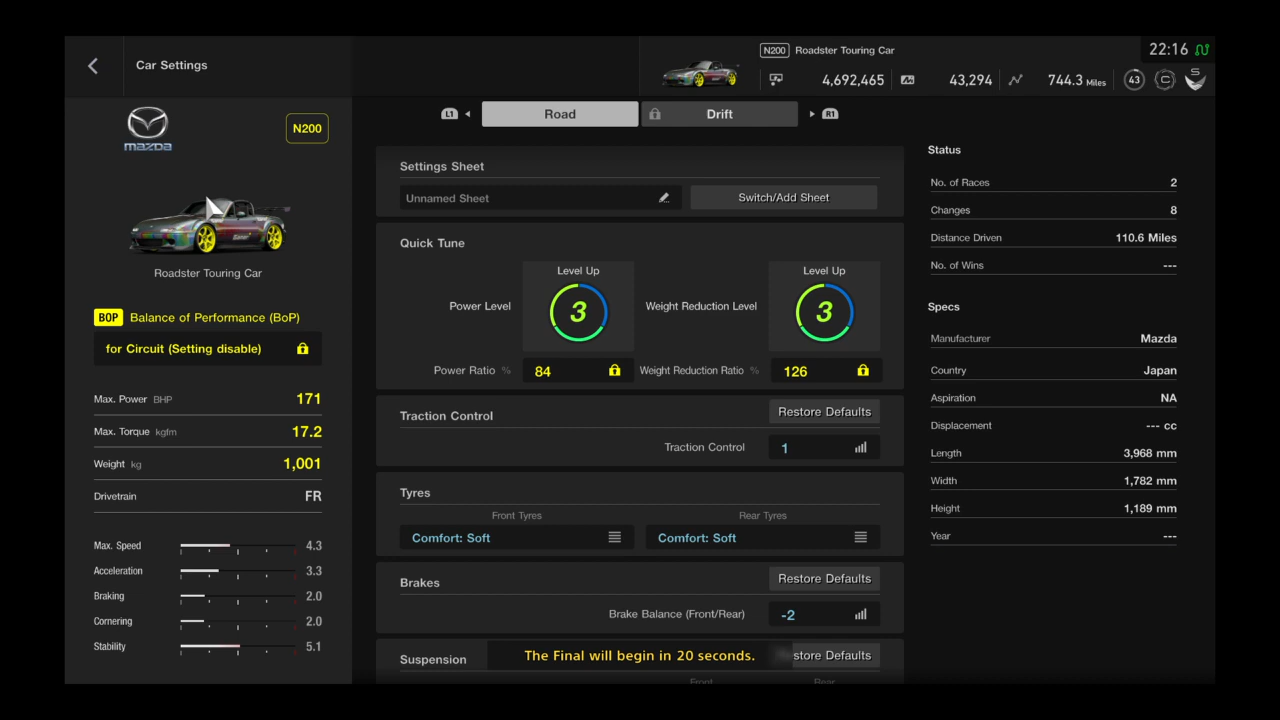 Car Settings
N200 Roadster Touring Car
22:16
4,692,465
43,294
744.3 Miles
43
C
S
mazda
N200
Roadster Touring Car
BOP Balance of Performance (BoP)
for Circuit (Setting disable)
Max. Power BHP 171
Max. Torque kgfm 17.2
Weight kg 1,001
Drivetrain FR
Max. Speed 4.3
Acceleration 3.3
Braking 2.0
Cornering 2.0
Stability 5.1
L1 Road Drift R1
Settings Sheet
Unnamed Sheet Switch/Add Sheet
Quick Tune
Level Up Level Up
Power Level 3 Weight Reduction Level 3
Power Ratio % 84 Weight Reduction Ratio % 126
Traction Control Restore Defaults
Traction Control 1
Tyres
Front Tyres Rear Tyres
Comfort: Soft Comfort: Soft
Brakes Restore Defaults
Brake Balance (Front/Rear) -2
Suspension The Final will begin in 20 seconds. store Defaults
Front Rear
Status
No. of Races 2
Changes 8
Distance Driven 110.6 Miles
No. of Wins ---
Specs
Manufacturer Mazda
Country Japan
Aspiration NA
Displacement --- cc
Length 3,968 mm
Width 1,782 mm
Height 1,189 mm
Year ---